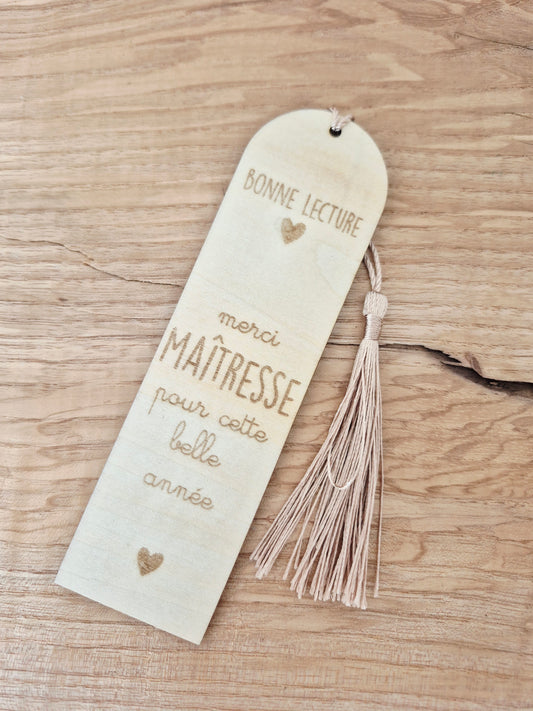 BONNE LECTURE
merci
MAÎTRESSE
pour cette
belle
année